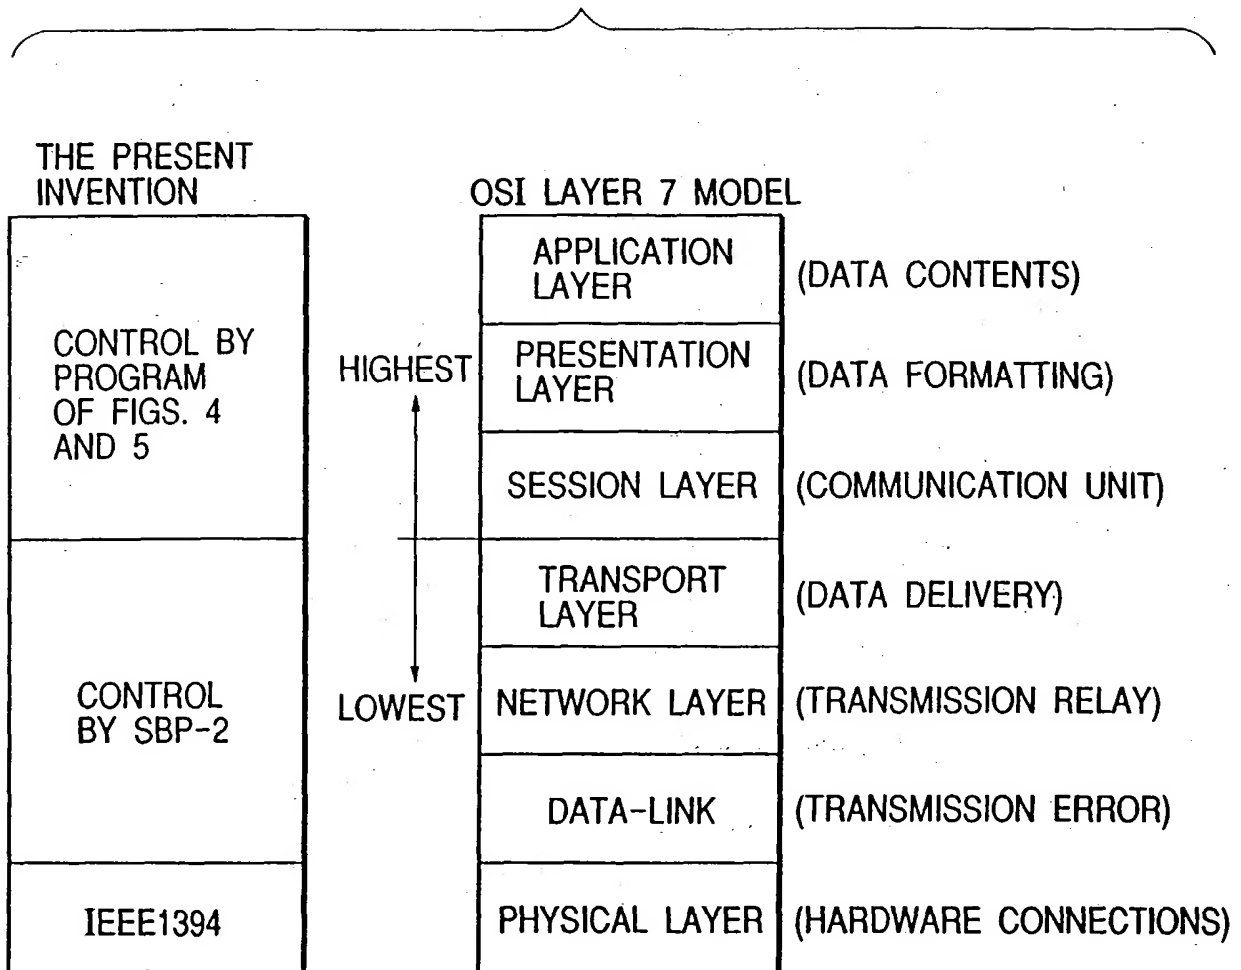 THE PRESENT
INVENTION
CONTROL BY
PROGRAM
OF FIGS. 4
AND 5
CONTROL
BY SBP-2
IEEE1394
HIGHEST
LOWEST
OSI LAYER 7 MODEL
APPLICATION
LAYER
(DATA CONTENTS)
PRESENTATION
LAYER
(DATA FORMATTING)
SESSION LAYER
(COMMUNICATION UNIT)
TRANSPORT
LAYER
(DATA DELIVERY)
NETWORK LAYER
(TRANSMISSION RELAY)
DATA-LINK
(TRANSMISSION ERROR)
PHYSICAL LAYER
(HARDWARE CONNECTIONS)